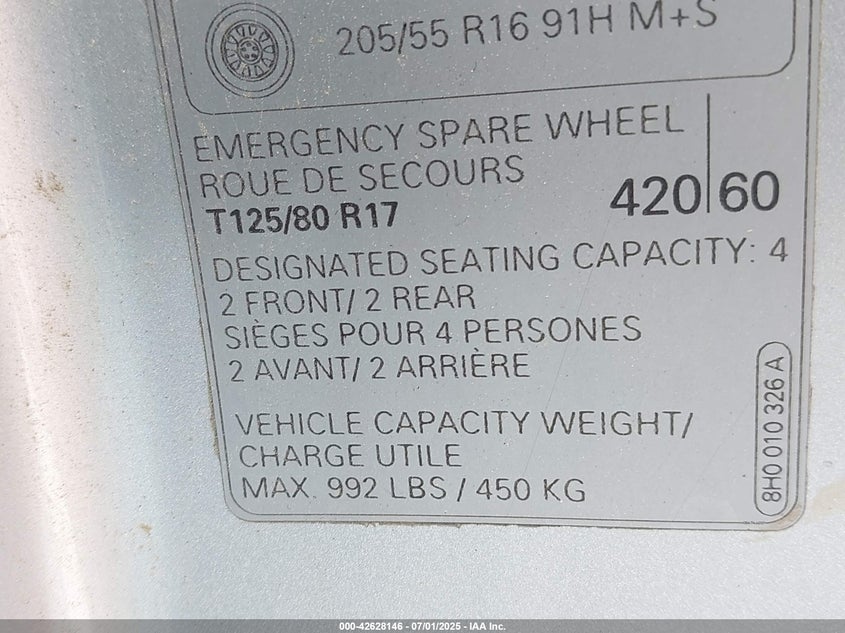 205/55 R16 91H M+S
EMERGENCY SPARE WHEEL
ROUE DE SECOURS
T125/80 R17
420 60
DESIGNATED SEATING CAPACITY: 4
2 FRONT/ 2 REAR
SIÈGES POUR 4 PERSONES
2 AVANT/ 2 ARRIÈRE
VEHICLE CAPACITY WEIGHT/
CHARGE UTILE
MAX. 992 LBS / 450 KG
8H0 010 326 A
000-42628146 - 07/01/2025 - IAA Inc.